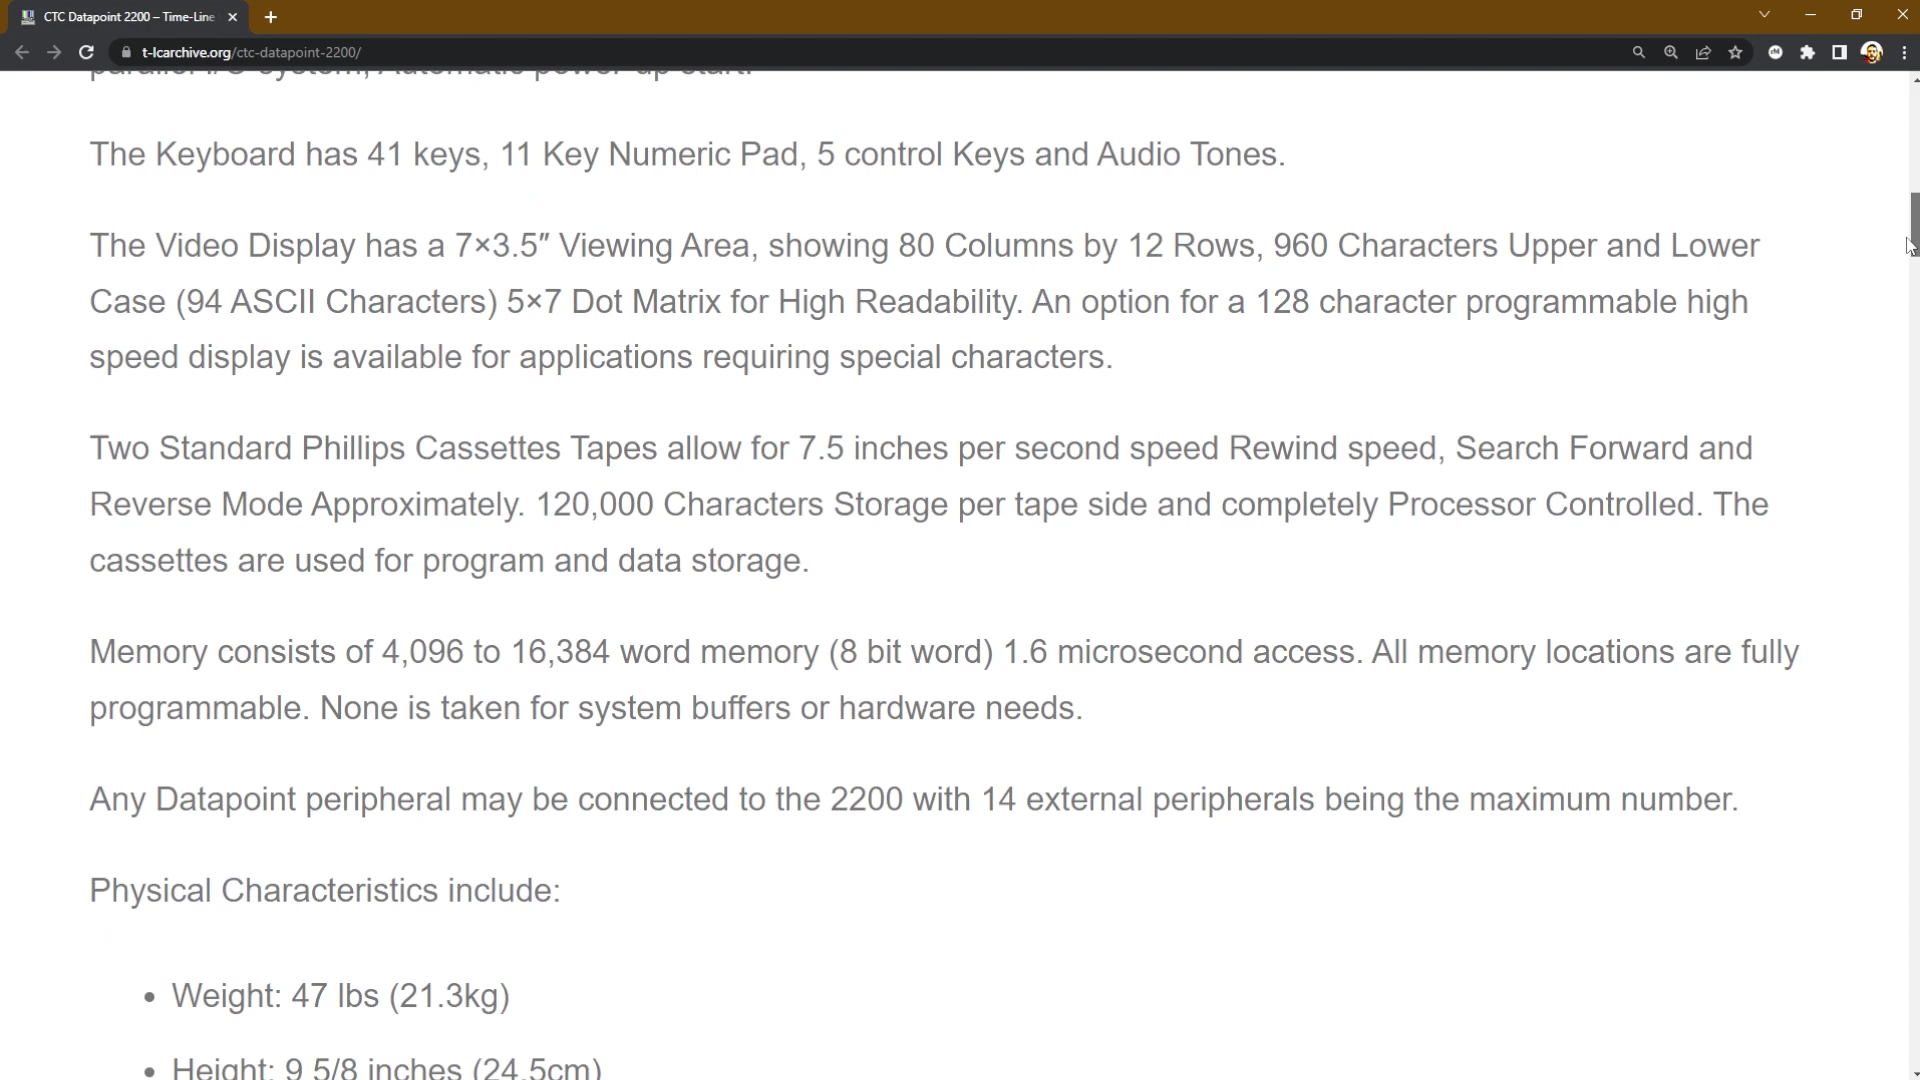 CTC Datapoint 2200 – Time-Line
t-lcarchive.org/ctc-datapoint-2200/
parallel I/O system, Automatic power-up start.
The Keyboard has 41 keys, 11 Key Numeric Pad, 5 control Keys and Audio Tones.
The Video Display has a 7×3.5″ Viewing Area, showing 80 Columns by 12 Rows, 960 Characters Upper and Lower
Case (94 ASCII Characters) 5×7 Dot Matrix for High Readability. An option for a 128 character programmable high
speed display is available for applications requiring special characters.
Two Standard Phillips Cassettes Tapes allow for 7.5 inches per second speed Rewind speed, Search Forward and
Reverse Mode Approximately. 120,000 Characters Storage per tape side and completely Processor Controlled. The
cassettes are used for program and data storage.
Memory consists of 4,096 to 16,384 word memory (8 bit word) 1.6 microsecond access. All memory locations are fully
programmable. None is taken for system buffers or hardware needs.
Any Datapoint peripheral may be connected to the 2200 with 14 external peripherals being the maximum number.
Physical Characteristics include:
• Weight: 47 lbs (21.3kg)
• Height: 9 5/8 inches (24.5cm)